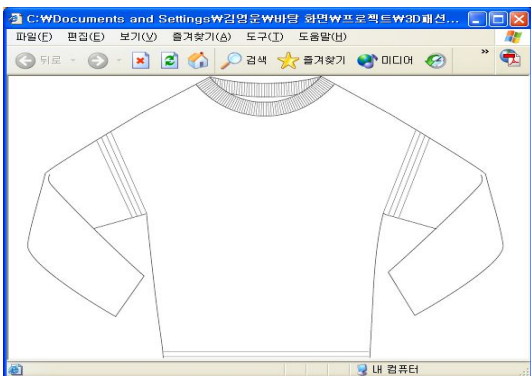 C:₩Documents and Settings₩김영문₩바탕 화면₩프로젝트₩3D패션...
파일(F) 편집(E) 보기(V) 즐겨찾기(A) 도구(T) 도움말(H)
뒤로 검색 즐겨찾기 미디어 »
내 컴퓨터